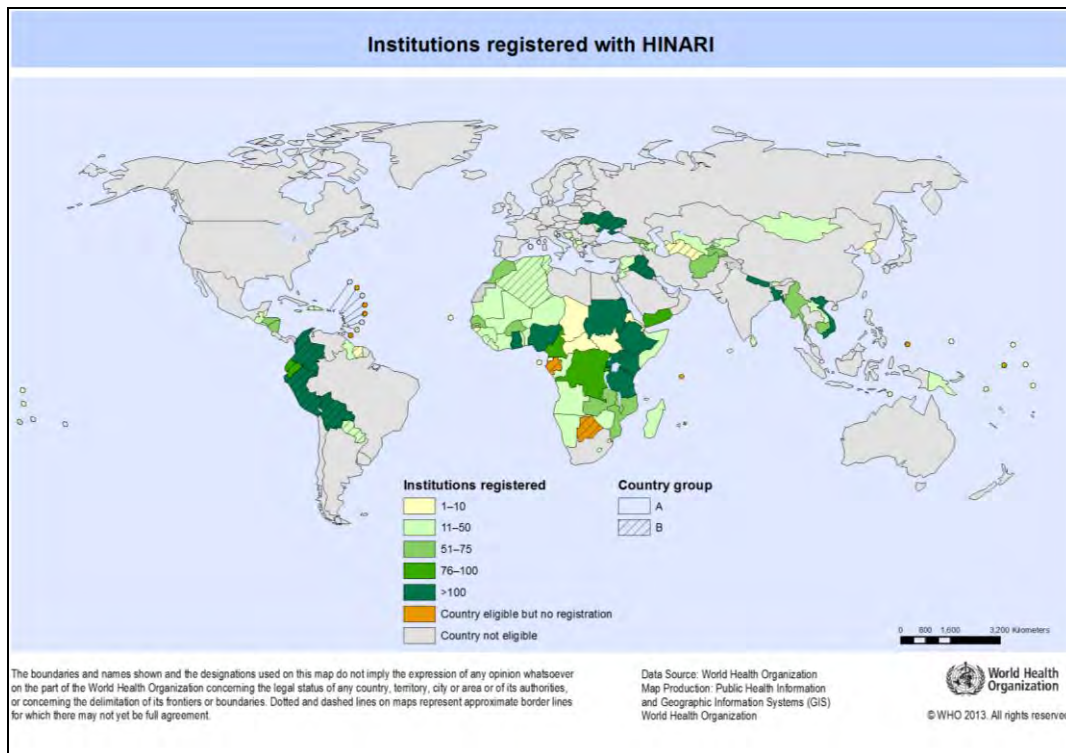 Institutions registered with HINARI
Institutions registered
1–10
11–50
51–75
76–100
>100
Country eligible but no registration
Country not eligible
Country group
A
B
0 800 1,600 3,200 Kilometers
The boundaries and names shown and the designations used on this map do not imply the expression of any opinion whatsoever
on the part of the World Health Organization concerning the legal status of any country, territory, city or area or of its authorities,
or concerning the delimitation of its frontiers or boundaries. Dotted and dashed lines on maps represent approximate border lines
for which there may not yet be full agreement.
Data Source: World Health Organization
Map Production: Public Health Information
and Geographic Information Systems (GIS)
World Health Organization
World Health
Organization
© WHO 2013. All rights reserved